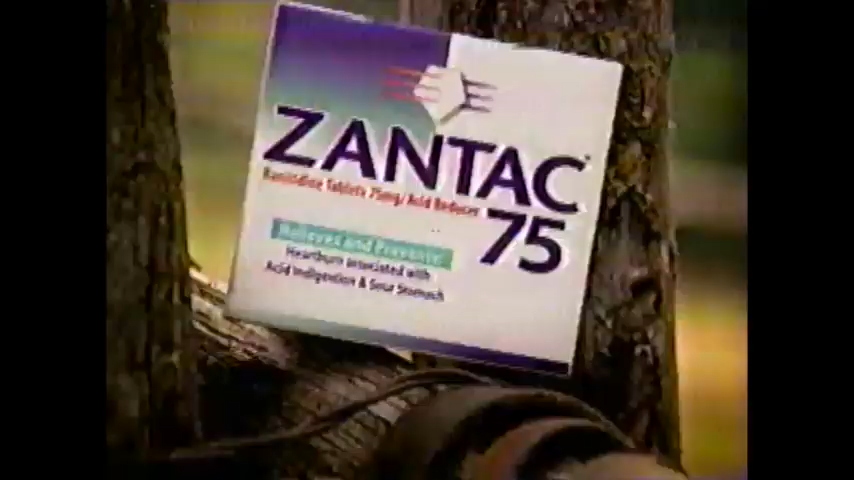 ZANTAC
Ranitidine Tablets 75mg/Acid Reducer
75
Relieves and Prevents
Heartburn associated with
Acid Indigestion & Sour Stomach